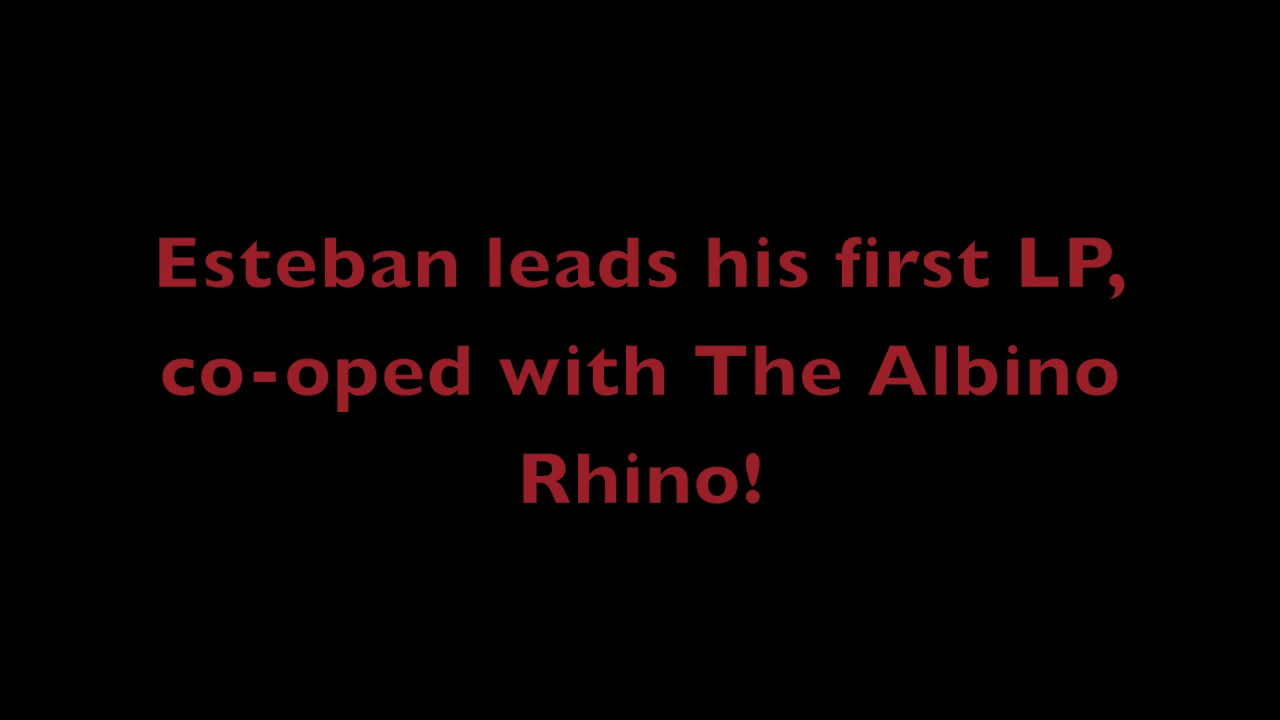 Esteban leads his first LP,
co-oped with The Albino
Rhino!